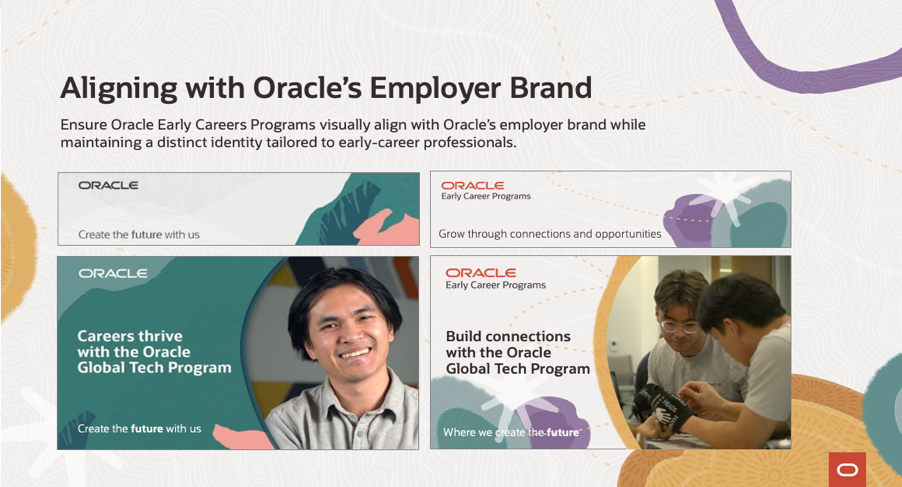 Aligning with Oracle's Employer Brand
Ensure Oracle Early Careers Programs visually align with Oracle's employer brand while
maintaining a distinct identity tailored to early-career professionals.
ORACLE
Create the future with us
ORACLE
Early Career Programs
Grow through connections and opportunities
ORACLE
Careers thrive
with the Oracle
Global Tech Program
Create the future with us
ORACLE
Early Career Programs
Build connections
with the Oracle
Global Tech Program
Where we create the future